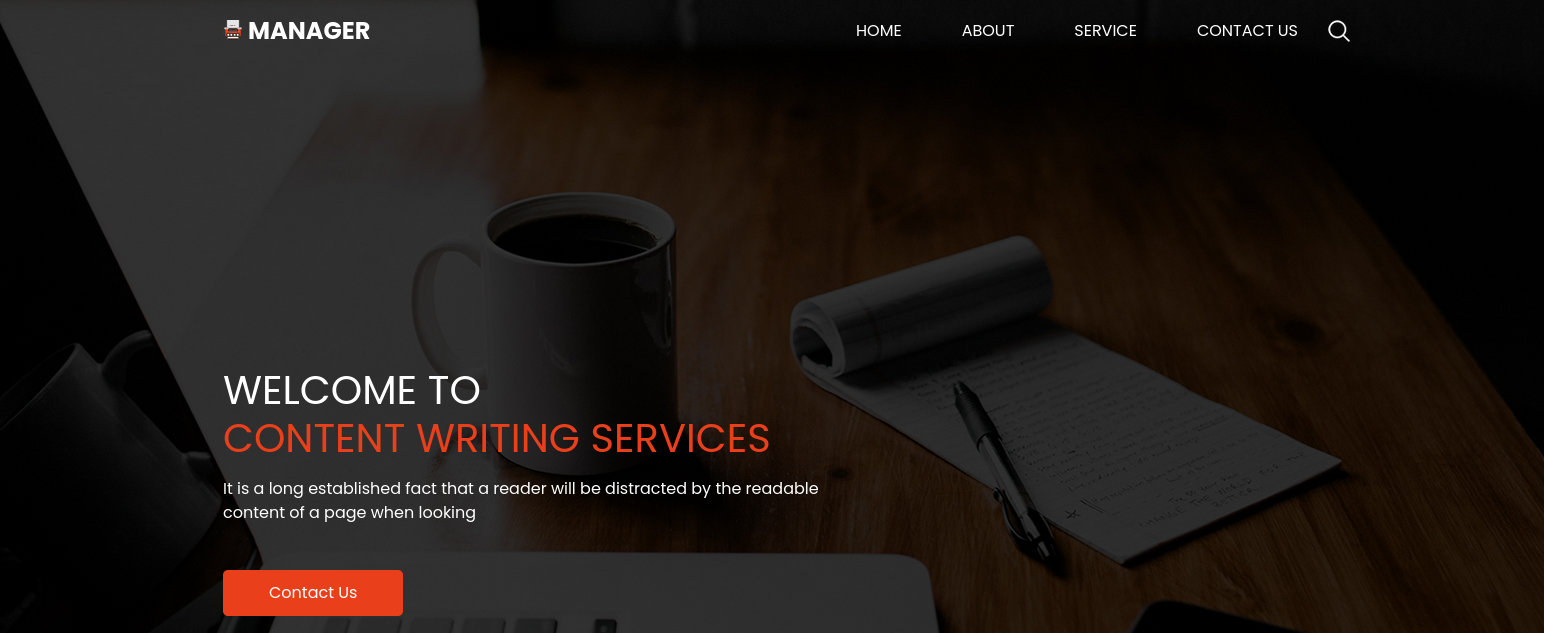 MANAGER
HOME
ABOUT
SERVICE
CONTACT US
WELCOME TO
CONTENT WRITING SERVICES
It is a long established fact that a reader will be distracted by the readable
content of a page when looking
Contact Us